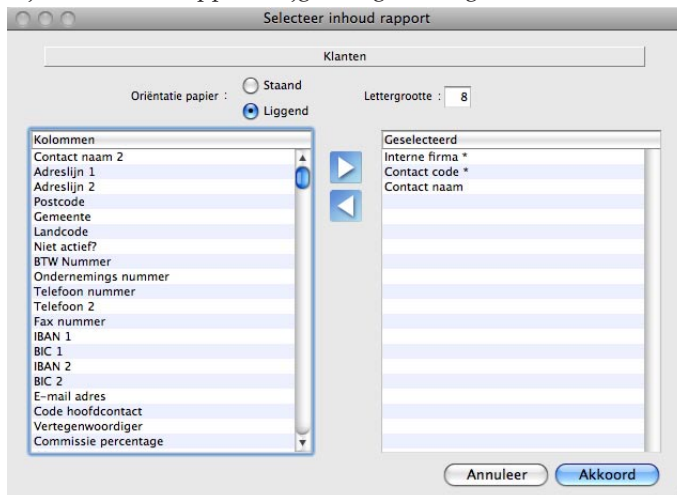 Selecteer inhoud rapport
Klanten
Oriëntatie papier : Staand
Liggend
Lettergrootte : 8
Kolommen
Contact naam 2
Adreslijn 1
Adreslijn 2
Postcode
Gemeente
Landcode
Niet actief?
BTW Nummer
Ondernemings nummer
Telefoon nummer
Telefoon 2
Fax nummer
IBAN 1
BIC 1
IBAN 2
BIC 2
E-mail adres
Code hoofdcontact
Vertegenwoordiger
Commissie percentage
Geselecteerd
Interne firma *
Contact code *
Contact naam
Annuleer Akkoord